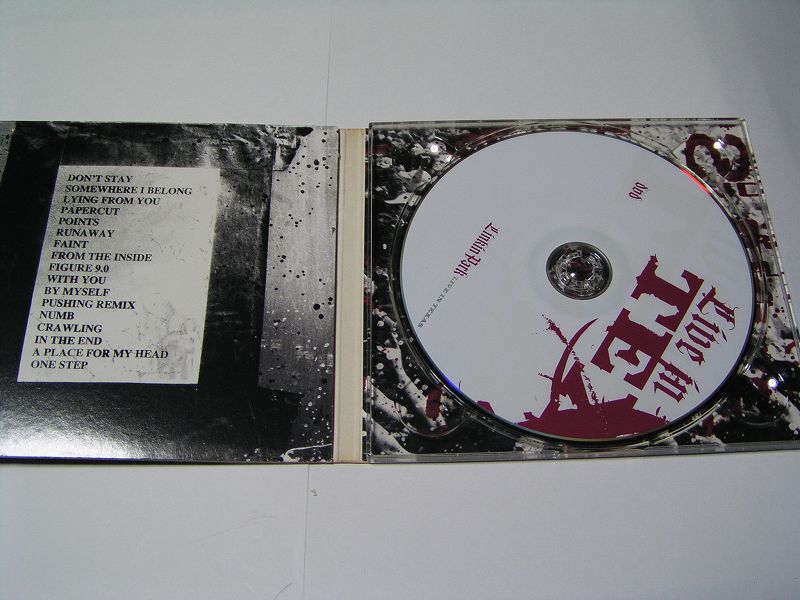 DON'T STAY
SOMEWHERE I BELONG
LYING FROM YOU
PAPERCUT
POINTS
RUNAWAY
FAINT
FROM THE INSIDE
FIGURE 9.0
WITH YOU
BY MYSELF
PUSHING REMIX
NUMB
CRAWLING
IN THE END
A PLACE FOR MY HEAD
ONE STEP
dvd
Linkin Park LIVE IN TEXAS
Live in
TE